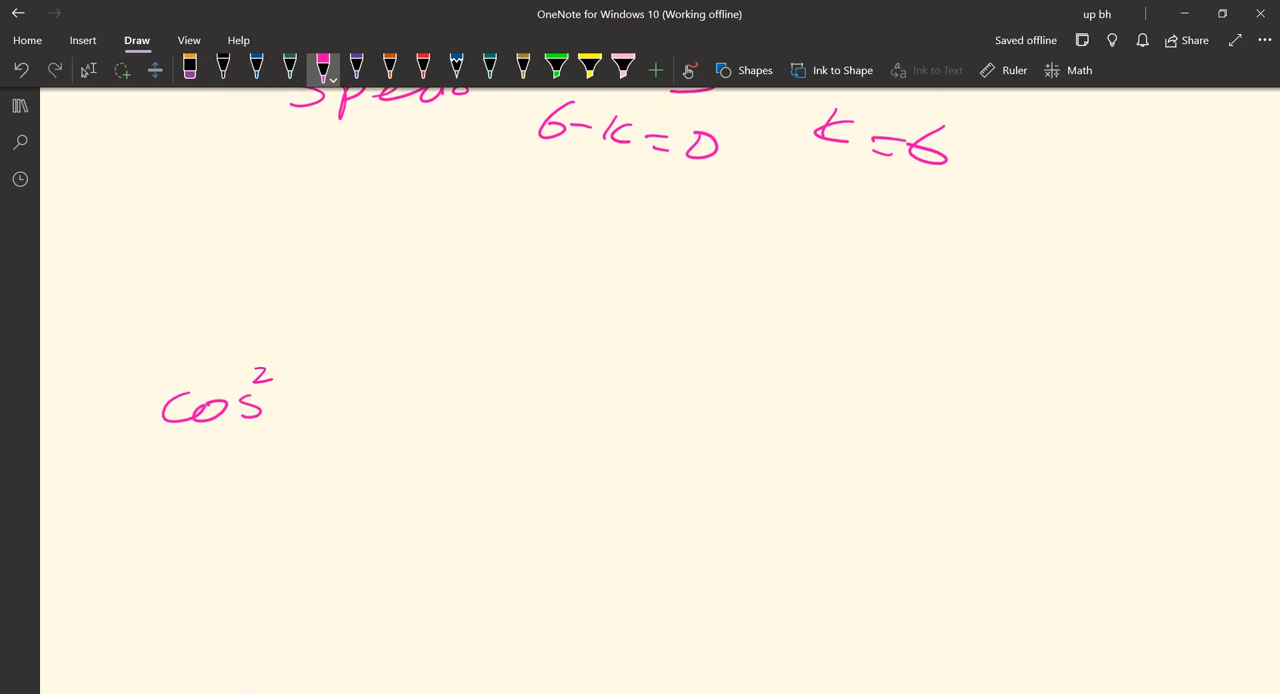 OneNote for Windows 10 (Working offline)
up bh
Home Insert Draw View Help
Saved offline
Share
Shapes
Ink to Shape
Ink to Text
Ruler
Math
6-k=0 k=6
cos²